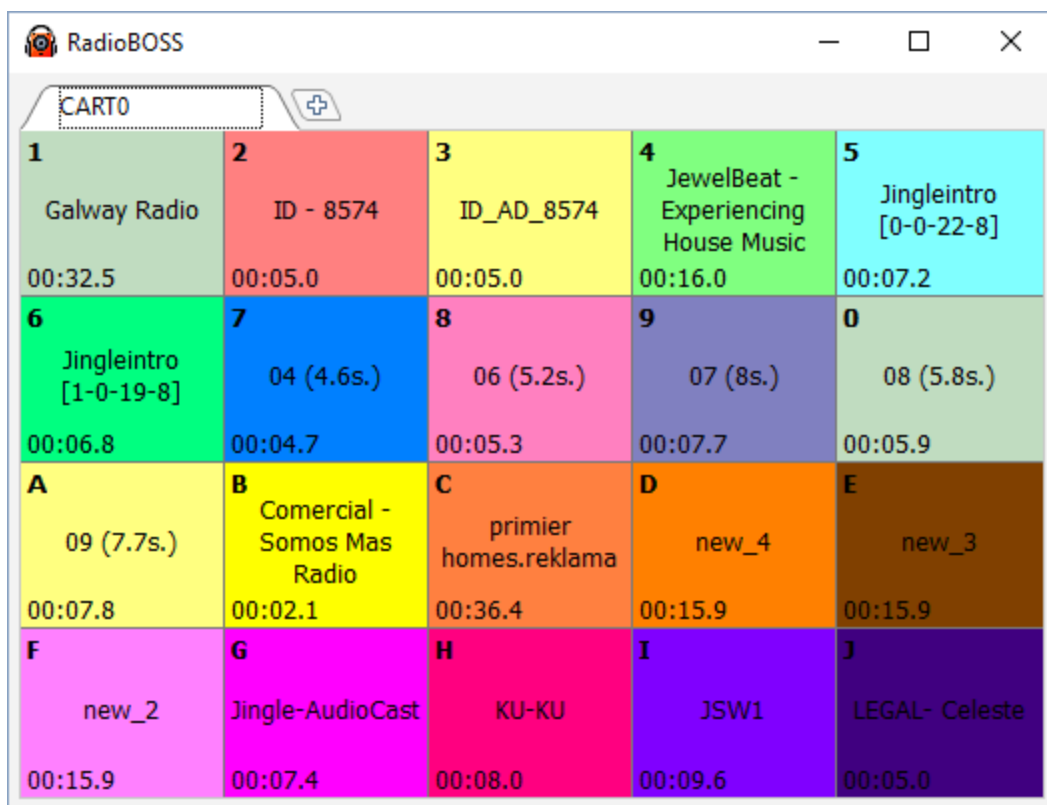 RadioBOSS
CART0
1
Galway Radio
00:32.5
2
ID - 8574
00:05.0
3
ID_AD_8574
00:05.0
4
JewelBeat -
Experiencing
House Music
00:16.0
5
Jingleintro
[0-0-22-8]
00:07.2
6
Jingleintro
[1-0-19-8]
00:06.8
7
04 (4.6s.)
00:04.7
8
06 (5.2s.)
00:05.3
9
07 (8s.)
00:07.7
0
08 (5.8s.)
00:05.9
A
09 (7.7s.)
00:07.8
B
Comercial -
Somos Mas
Radio
00:02.1
C
primier
homes.reklama
00:36.4
D
new_4
00:15.9
E
new_3
00:15.9
F
new_2
00:15.9
G
Jingle-AudioCast
00:07.4
H
KU-KU
00:08.0
I
JSW1
00:09.6
J
LEGAL- Celeste
00:05.0